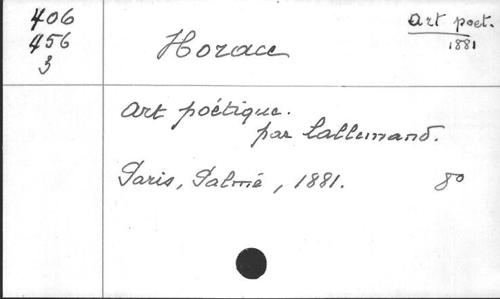 406
456
3
Horace
Art poet.
1881
Art poétique.
par Lallemand.
Paris, Palmé, 1881. 8°